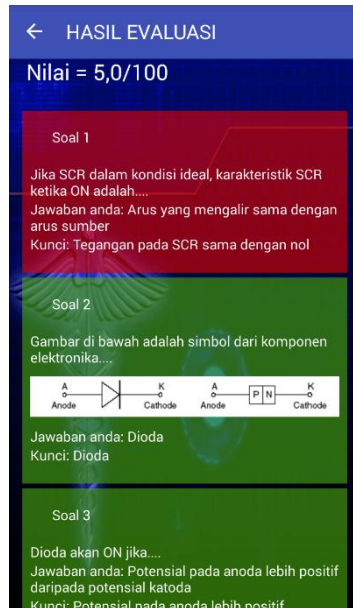 HASIL EVALUASI
Nilai = 5,0/100
Soal 1
Jika SCR dalam kondisi ideal, karakteristik SCR
ketika ON adalah....
Jawaban anda: Arus yang mengalir sama dengan
arus sumber
Kunci: Tegangan pada SCR sama dengan nol
Soal 2
Gambar di bawah adalah simbol dari komponen
elektronika....
A K A P N K
Anode Cathode Anode Cathode
Jawaban anda: Dioda
Kunci: Dioda
Soal 3
Dioda akan ON jika....
Jawaban anda: Potensial pada anoda lebih positif
daripada potensial katoda
Kunci: Potensial pada anoda lebih positif